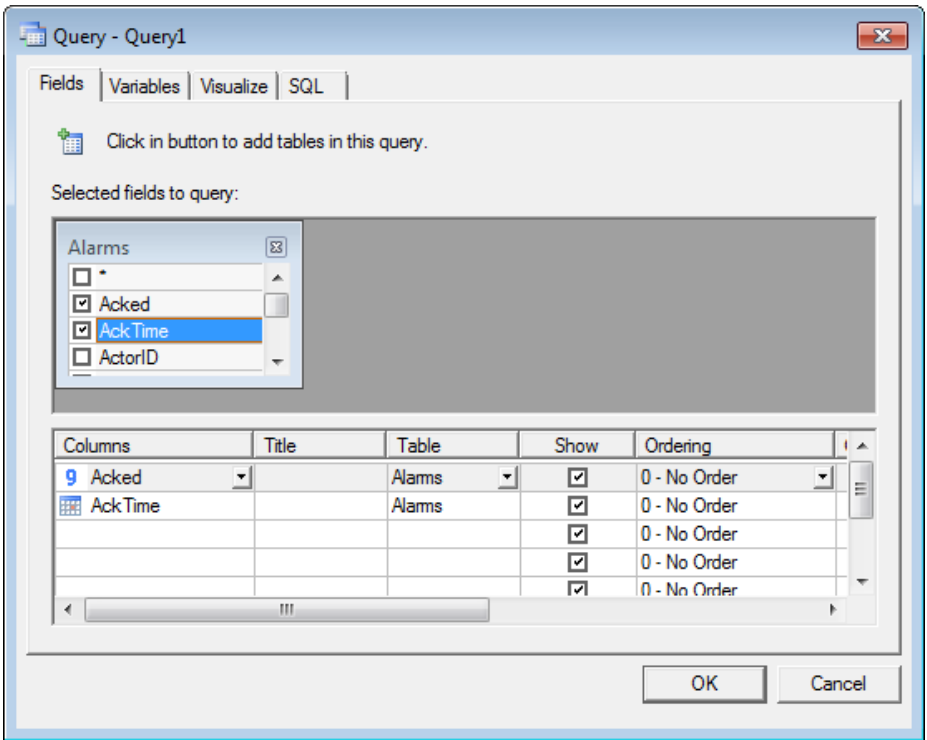 Query - Query1
Fields Variables Visualize SQL
Click in button to add tables in this query.
Selected fields to query:
Alarms
*
Acked
AckTime
ActorID
Columns Title Table Show Ordering
9 Acked Alarms 0 - No Order
AckTime Alarms 0 - No Order
0 - No Order
0 - No Order
0 - No Order
OK Cancel